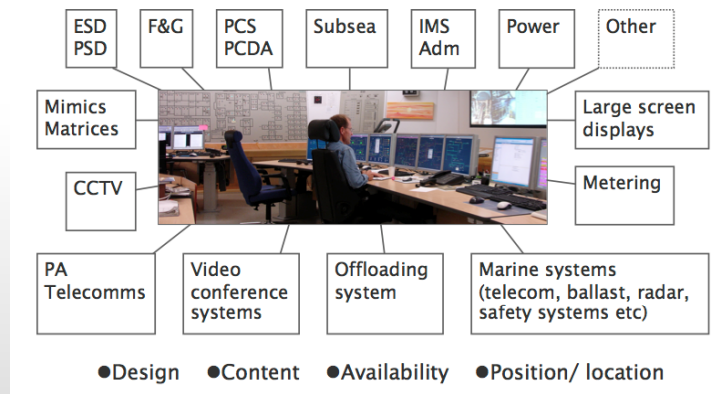 ESD
PSD
F&G
PCS
PCDA
Subsea
IMS
Adm
Power
Other
Mimics
Matrices
Large screen
displays
CCTV
Metering
PA
Telecomms
Video
conference
systems
Offloading
system
Marine systems
(telecom, ballast, radar,
safety systems etc)
●Design ●Content ●Availability ●Position/ location